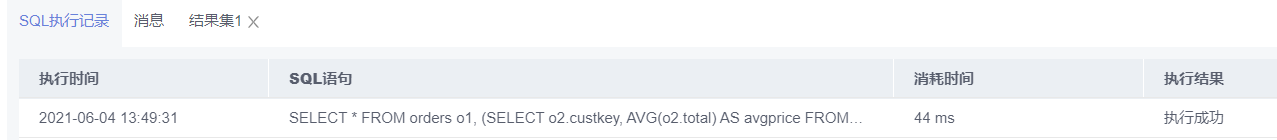 SQL执行记录 消息 结果集1
执行时间 SQL语句 消耗时间 执行结果
2021-06-04 13:49:31 SELECT * FROM orders o1, (SELECT o2.custkey, AVG(o2.total) AS avgprice FROM... 44 ms 执行成功